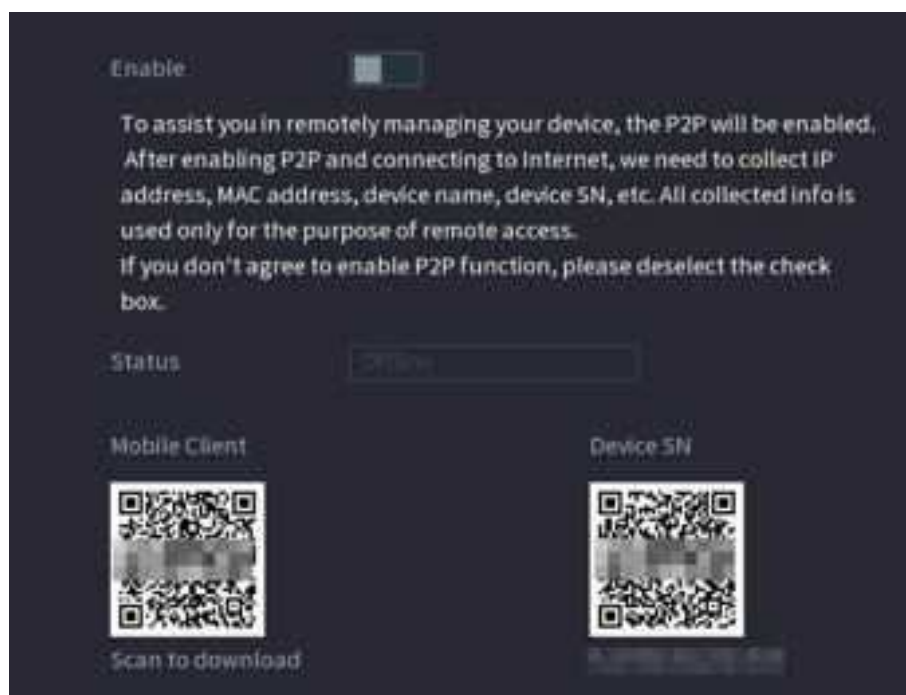 Enable
To assist you in remotely managing your device, the P2P will be enabled.
After enabling P2P and connecting to Internet, we need to collect IP
address, MAC address, device name, device SN, etc. All collected info is
used only for the purpose of remote access.
If you don't agree to enable P2P function, please deselect the check
box.
Status
Offline
Mobile Client
Device SN
Scan to download